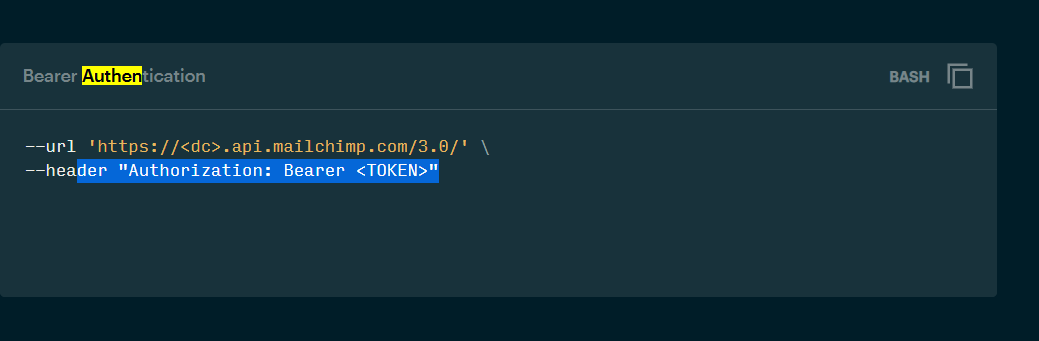 Bearer Authentication
BASH
--url 'https://<dc>.api.mailchimp.com/3.0/' \
--header "Authorization: Bearer <TOKEN>"